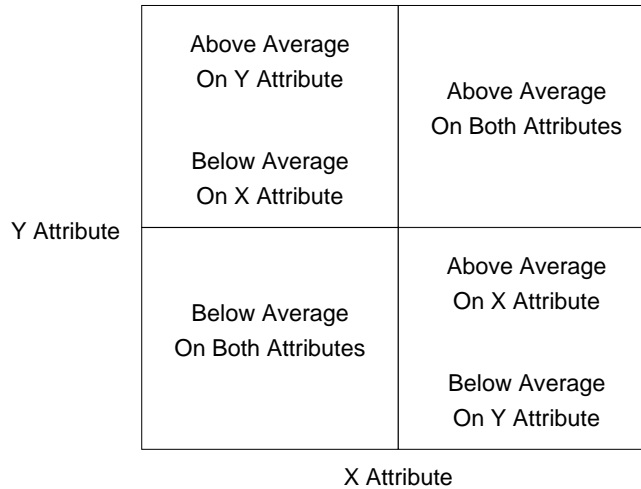 Above Average
On Y Attribute
Below Average
On X Attribute
Above Average
On Both Attributes
Y Attribute
Below Average
On Both Attributes
Above Average
On X Attribute
Below Average
On Y Attribute
X Attribute